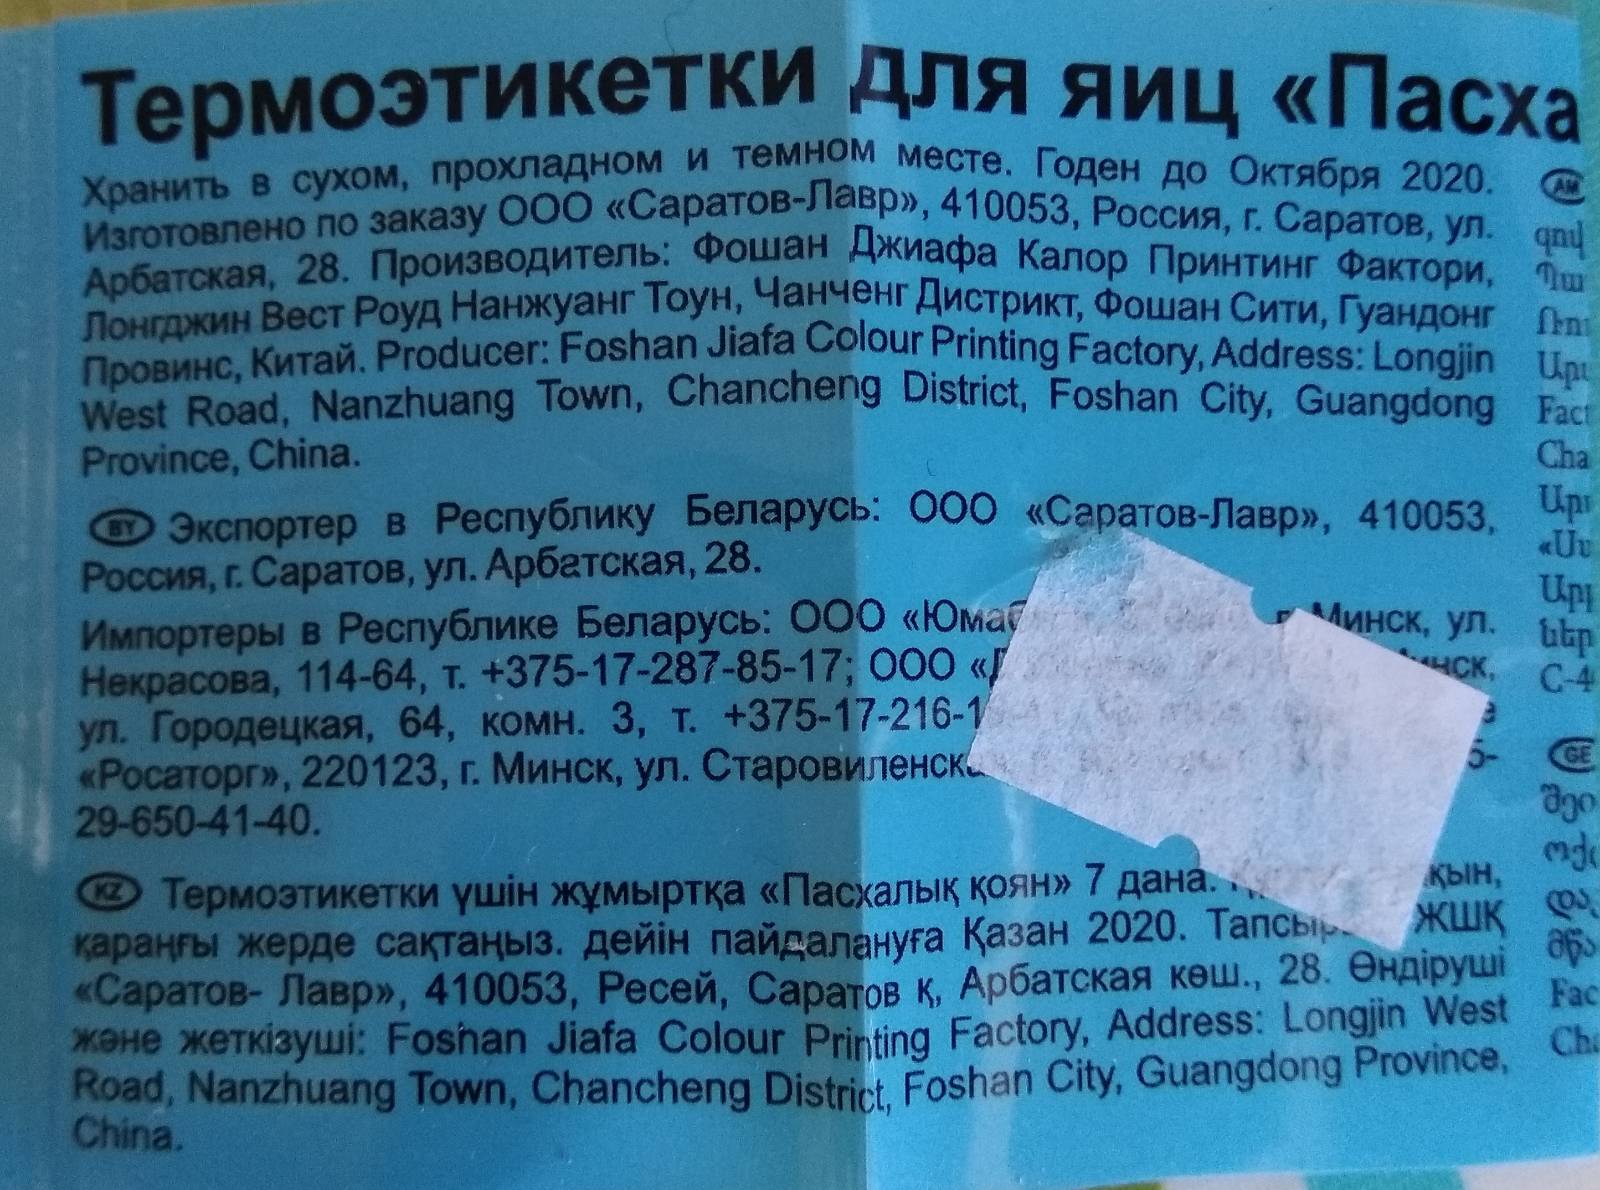 Термоэтикетки для яиц «Пасха
Хранить в сухом, прохладном и темном месте. Годен до Октября 2020.
Изготовлено по заказу ООО «Саратов-Лавр», 410053, Россия, г. Саратов, ул.
Арбатская, 28. Производитель: Фошан Джиафа Калор Принтинг Фактори,
Лонгджин Вест Роуд Нанжуанг Тоун, Чанченг Дистрикт, Фошан Сити, Гуандонг
Провинс, Китай. Producer: Foshan Jiafa Colour Printing Factory, Address: Longjin
West Road, Nanzhuang Town, Chancheng District, Foshan City, Guangdong
Province, China.
BY Экспортер в Республику Беларусь: ООО «Саратов-Лавр», 410053,
Россия, г. Саратов, ул. Арбатская, 28.
Импортеры в Республике Беларусь: ООО г. Минск, ул.
Некрасова, 114-64, т. +375-17-287-85-17; ООО
ул. Городецкая, 64, комн. 3, т. +375-17-216-1
«Росаторг», 220123, г. Минск, ул.
29-650-41-40.
KZ Термоэтикетки үшін жұмыртқа «Пасхалық қоян» 7 дана.
қараңғы жерде сақтаңыз. дейін пайдалануға Қазан 2020. ЖШҚ
«Саратов- Лавр», 410053, Ресей, Саратов қ, Арбатская көш., 28. Өндіруші
және жеткізуші: Foshan Jiafa Colour Printing Factory, Address: Longjin West
Road, Nanzhuang Town, Chancheng District, Foshan City, Guangdong Province,
China.
AM
Fact
Cha
C-4
GE
Fac
Cha